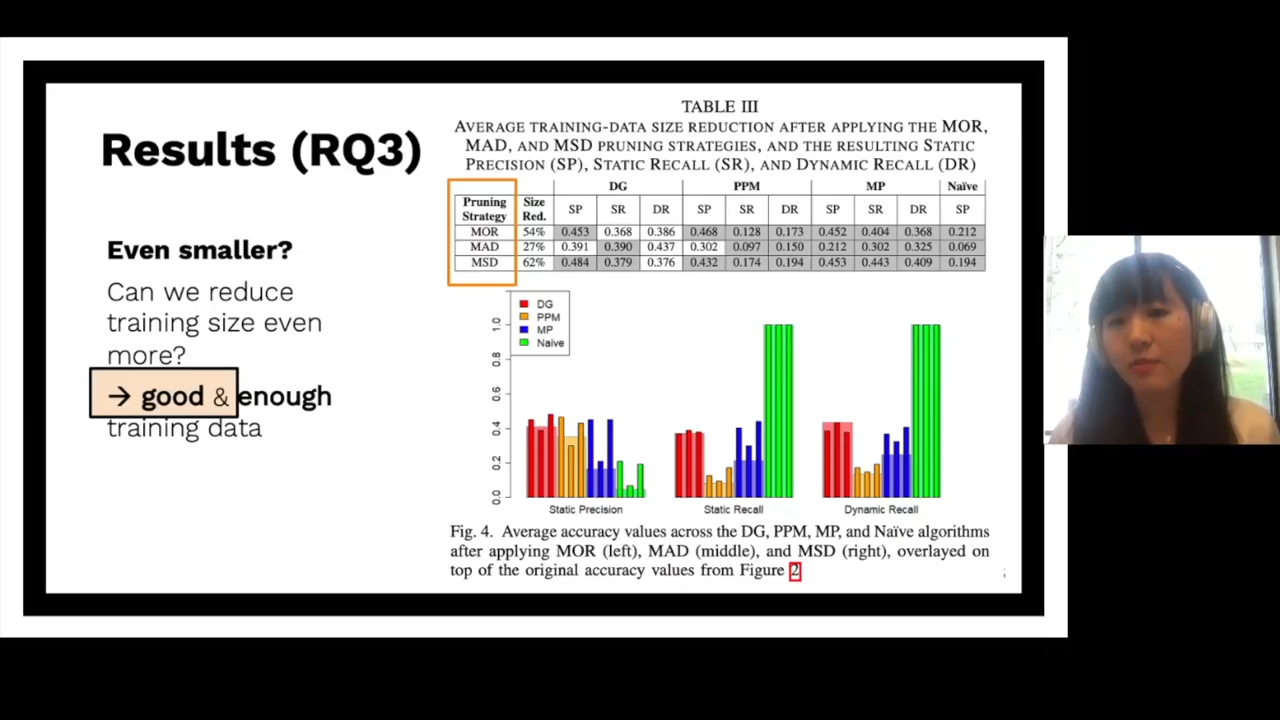 Results (RQ3)
Even smaller?
Can we reduce
training size even
more?
→ good & enough
training data
TABLE III
AVERAGE TRAINING-DATA SIZE REDUCTION AFTER APPLYING THE MOR,
MAD, AND MSD PRUNING STRATEGIES, AND THE RESULTING STATIC
PRECISION (SP), STATIC RECALL (SR), AND DYNAMIC RECALL (DR)
DG PPM MP Naïve
Pruning Strategy Size Red. SP SR DR SP SR DR SP SR DR SP
MOR 54% 0.453 0.368 0.386 0.468 0.128 0.173 0.452 0.404 0.368 0.212
MAD 27% 0.391 0.390 0.437 0.302 0.097 0.150 0.212 0.302 0.325 0.069
MSD 62% 0.484 0.379 0.376 0.432 0.174 0.194 0.453 0.443 0.409 0.194
DG
PPM
MP
Naïve
1.0
0.8
0.6
0.4
0.2
0.0
Static Precision Static Recall Dynamic Recall
Fig. 4. Average accuracy values across the DG, PPM, MP, and Naïve algorithms
after applying MOR (left), MAD (middle), and MSD (right), overlayed on
top of the original accuracy values from Figure 2